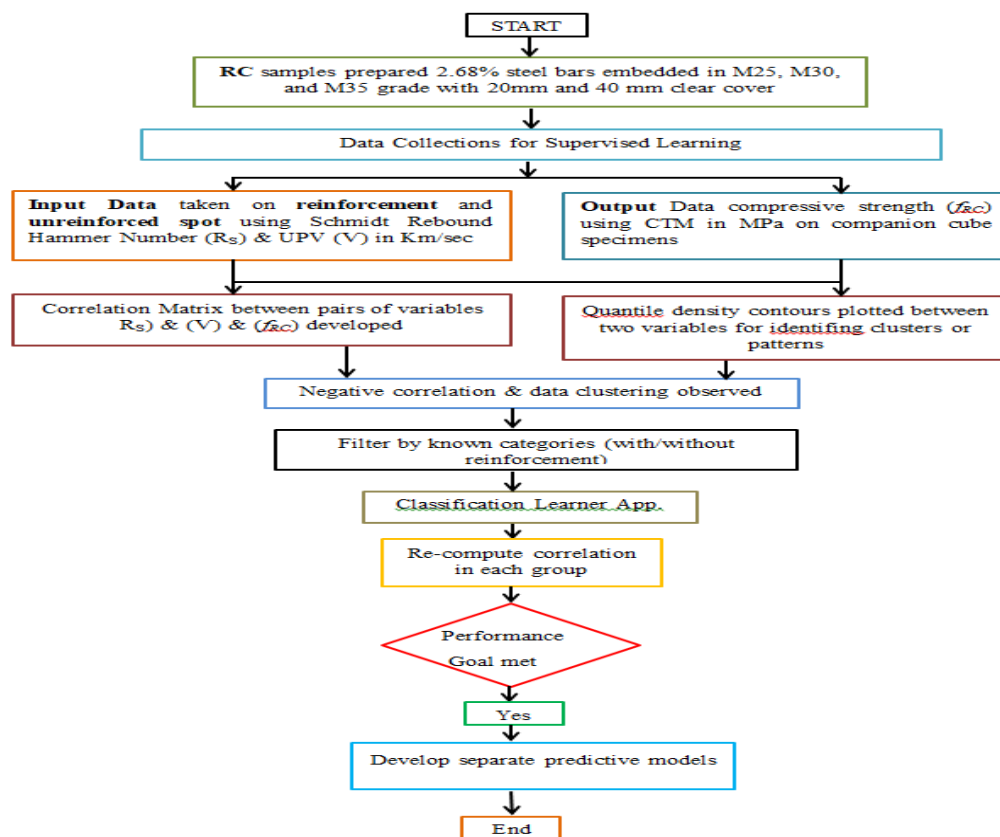 START
RC samples prepared 2.68% steel bars embedded in M25, M30,
and M35 grade with 20mm and 40 mm clear cover
Data Collections for Supervised Learning
Input Data taken on reinforcement and
unreinforced spot using Schmidt Rebound
Hammer Number (RS) & UPV (V) in Km/sec
Output Data compressive strength (fRC)
using CTM in MPa on companion cube
specimens
Correlation Matrix between pairs of variables
RS) & (V) & (fRC) developed
Quantile density contours plotted between
two variables for identifing clusters or
patterns
Negative correlation & data clustering observed
Filter by known categories (with/without
reinforcement)
Classification Learner App.
Re-compute correlation
in each group
Performance
Goal met
Yes
Develop separate predictive models
End